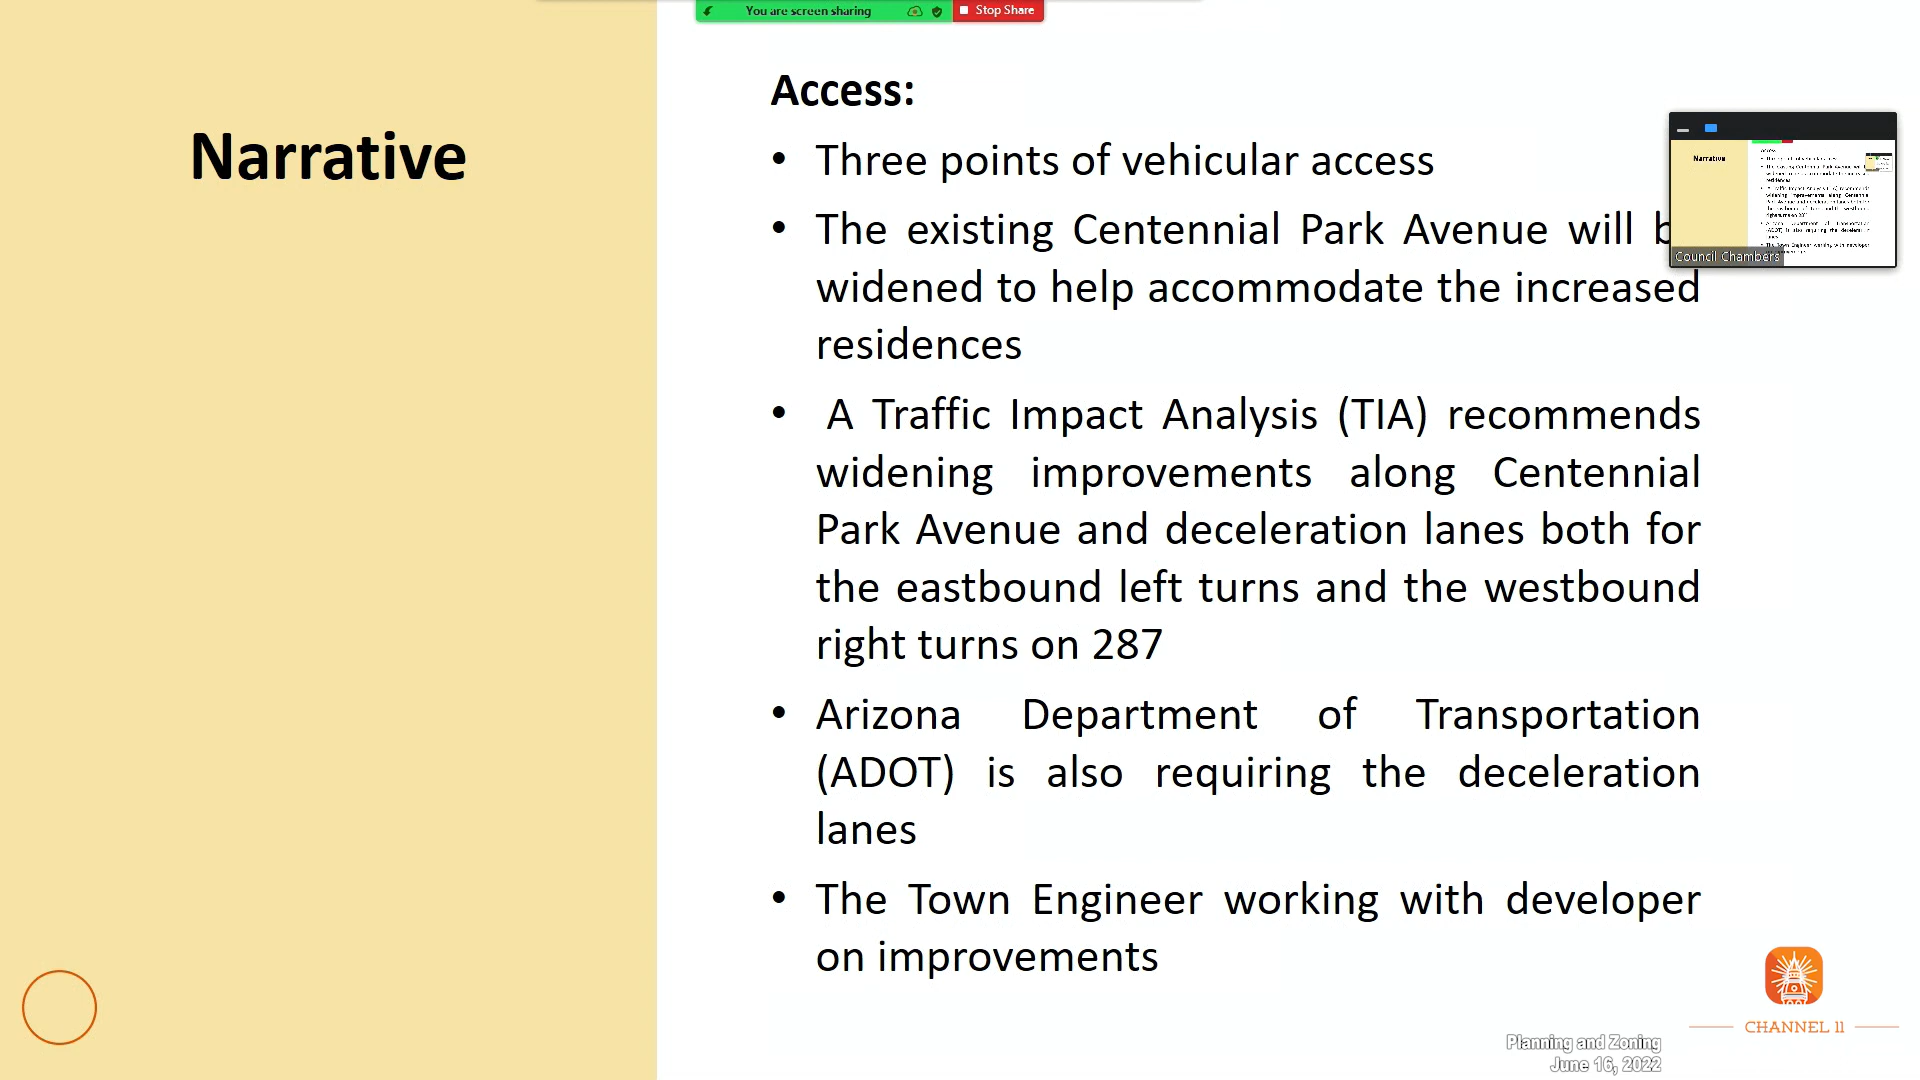 You are screen sharing
Stop Share
Narrative
Access:
• Three points of vehicular access
• The existing Centennial Park Avenue will b
widened to help accommodate the increased
residences
• A Traffic Impact Analysis (TIA) recommends
widening improvements along Centennial
Park Avenue and deceleration lanes both for
the eastbound left turns and the westbound
right turns on 287
• Arizona Department of Transportation
(ADOT) is also requiring the deceleration
lanes
• The Town Engineer working with developer
on improvements
Narrative
Council Chambers
CHANNEL 11
Planning and Zoning
June 16, 2022